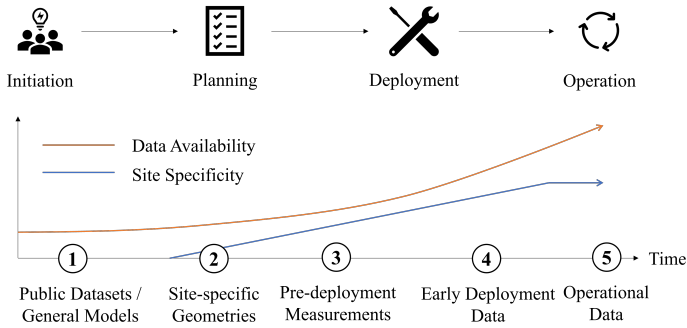 Initiation
Planning
Deployment
Operation
Data Availability
Site Specificity
1
2
3
4
5
Time
Public Datasets /
General Models
Site-specific
Geometries
Pre-deployment
Measurements
Early Deployment
Data
Operational
Data